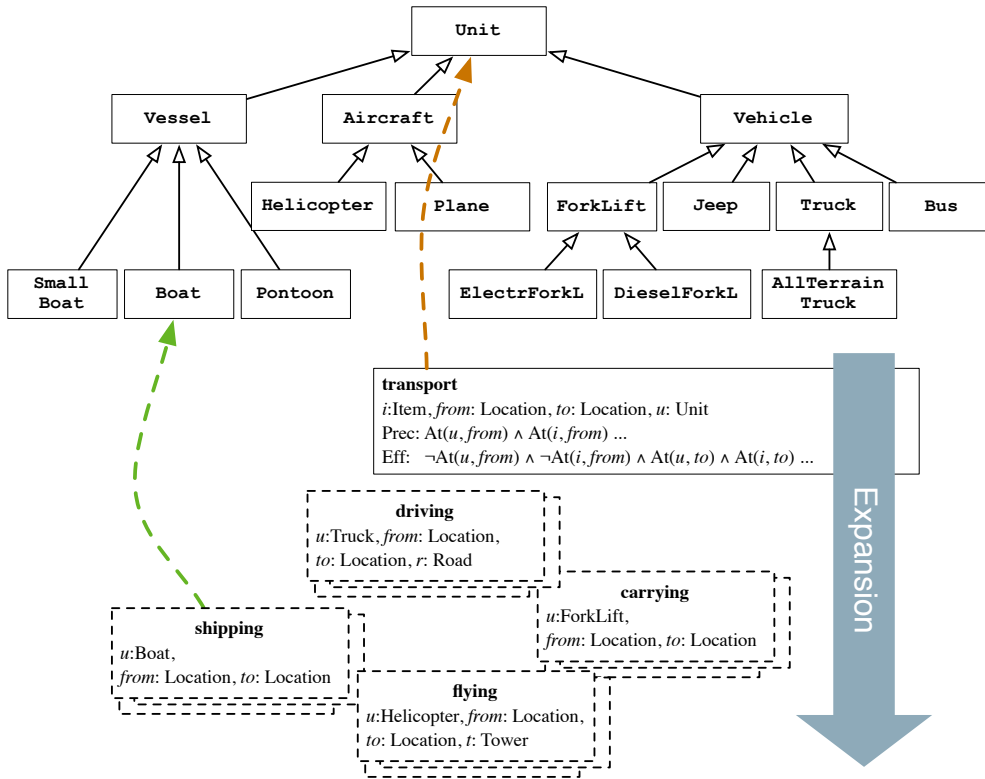 Unit
Vessel
Aircraft
Vehicle
Helicopter
Plane
ForkLift
Jeep
Truck
Bus
Small
Boat
Boat
Pontoon
ElectrForkL
DieselForkL
AllTerrain
Truck
transport
i:Item, from: Location, to: Location, u: Unit
Prec: At(u, from) ∧ At(i, from) ...
Eff: ¬At(u, from) ∧ ¬At(i, from) ∧ At(u, to) ∧ At(i, to) ...
Expansion
driving
u:Truck, from: Location,
to: Location, r: Road
carrying
u:ForkLift,
from: Location, to: Location
shipping
u:Boat,
from: Location, to: Location
flying
u:Helicopter, from: Location,
to: Location, t: Tower